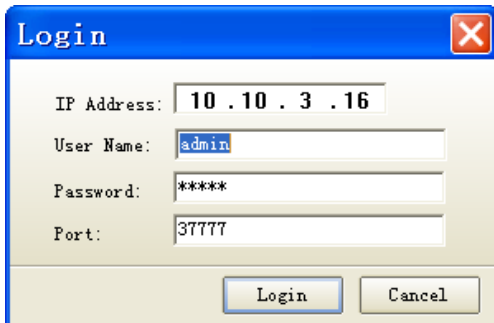 Login
IP Address: 10 .10 . 3 .16
User Name: admin
Password: *****
Port: 37777
Login Cancel